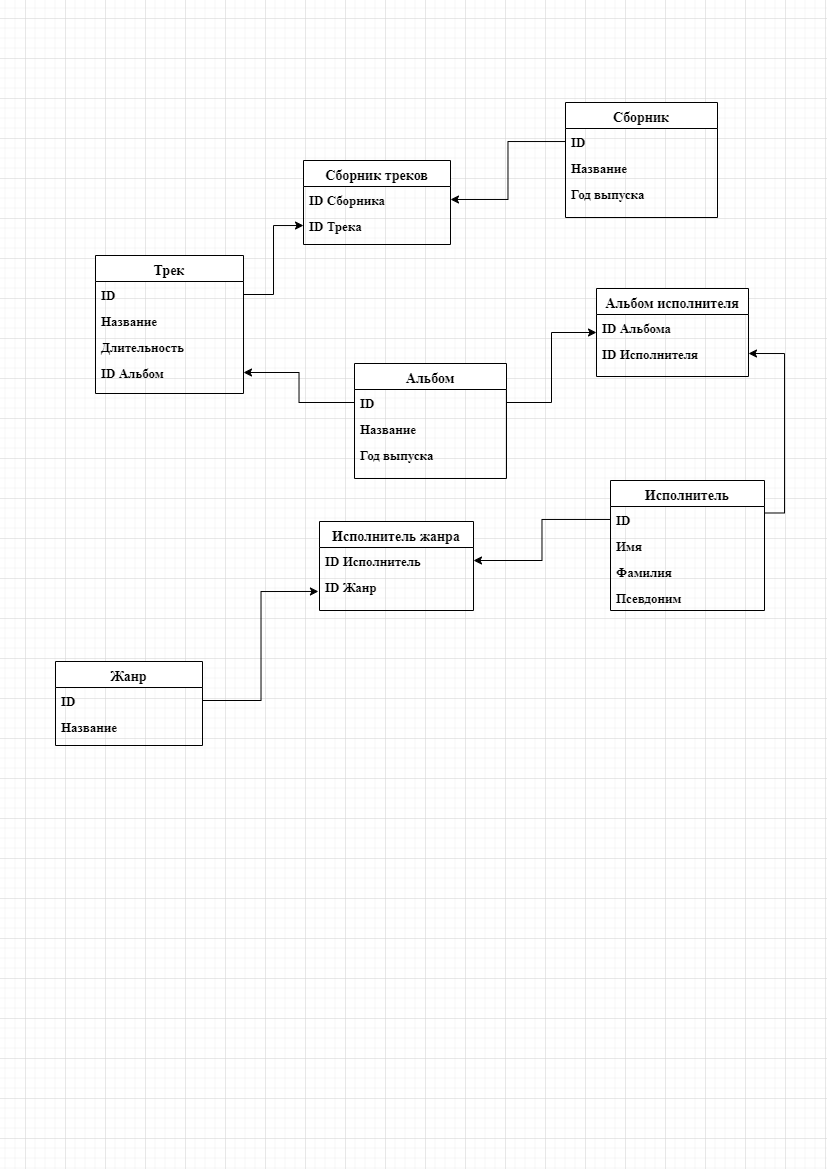 Сборник
ID
Название
Год выпуска
Сборник треков
ID Сборника
ID Трека
Трек
ID
Название
Длительность
ID Альбом
Альбом исполнителя
ID Альбома
ID Исполнителя
Альбом
ID
Название
Год выпуска
Исполнитель
ID
Имя
Фамилия
Псевдоним
Исполнитель жанра
ID Исполнитель
ID Жанр
Жанр
ID
Название